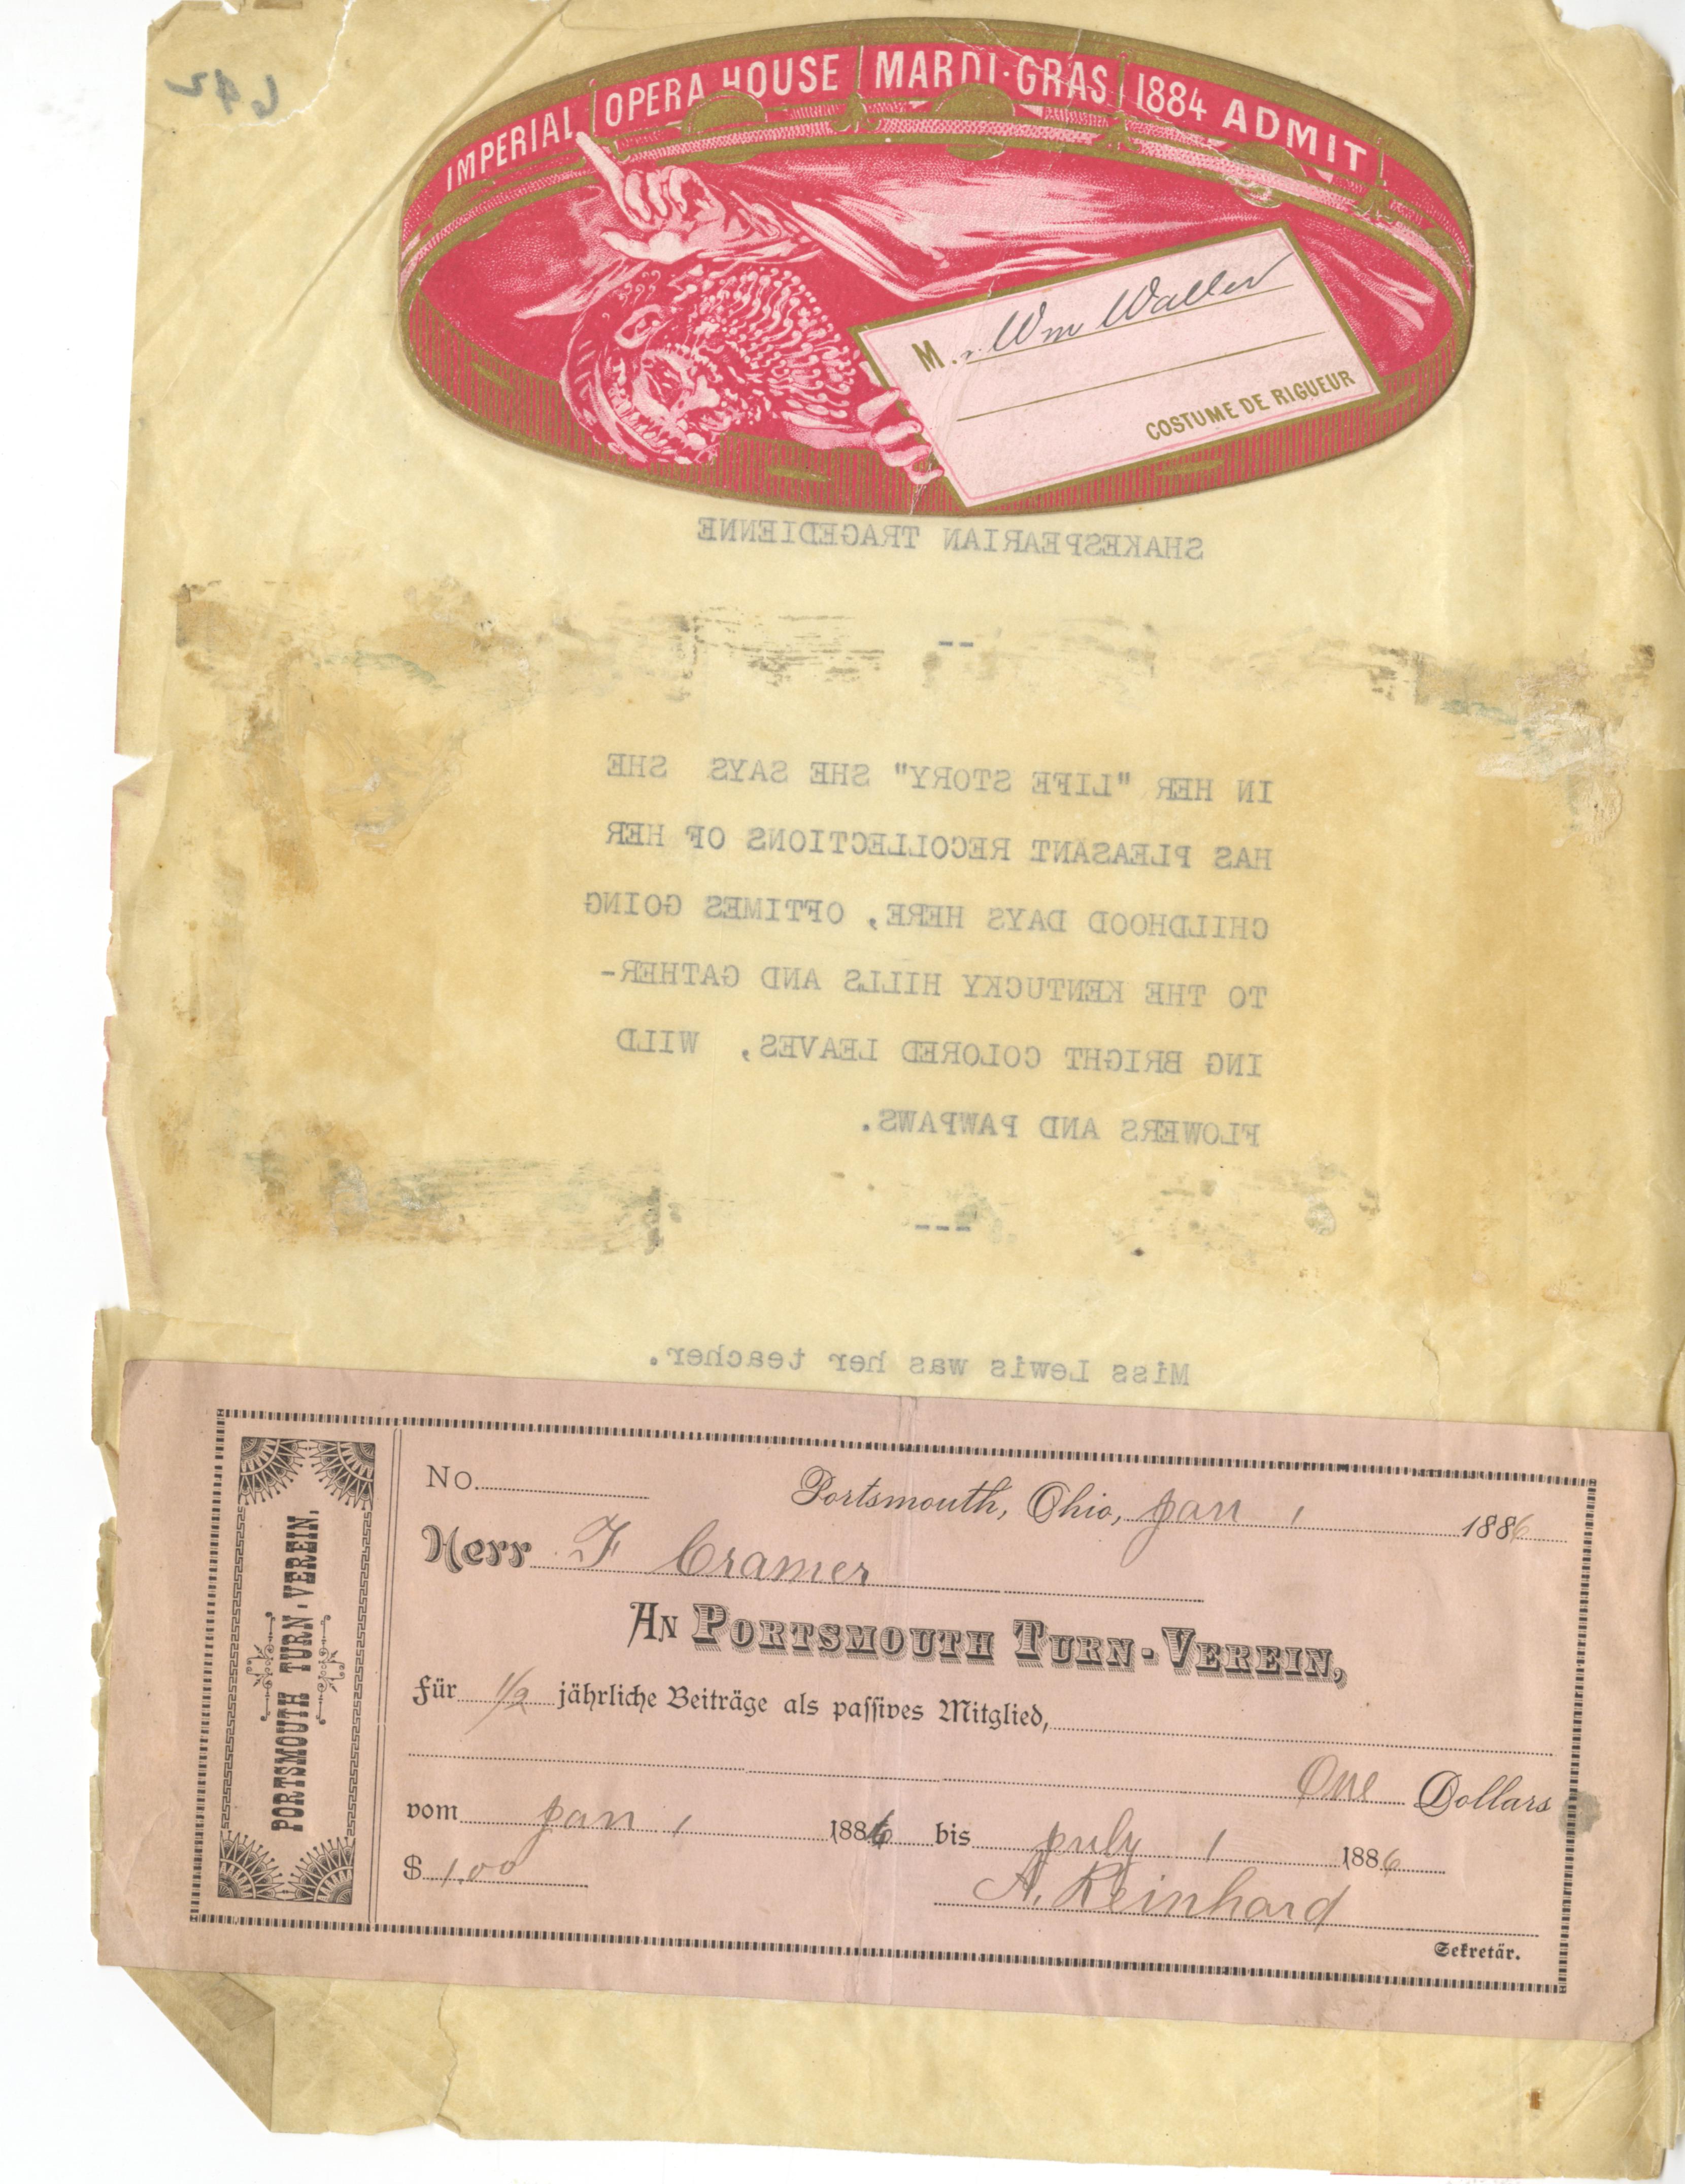 642
IMPERIAL OPERA HOUSE MARDI-GRAS 1884 ADMIT
M.r. Wm Waller
COSTUME DE RIGUEUR
SHAKESPEARIAN TRAGEDIENNE
--
IN HER "LIFE STORY" SHE SAYS SHE
HAS PLEASANT RECOLLECTIONS OF HER
CHILDHOOD DAYS HERE, OFTIMES GOING
TO THE KENTUCKY HILLS AND GATHER-
ING BRIGHT COLORED LEAVES, WILD
FLOWERS AND PAWPAWS.
---
Miss Lewis was her teacher.
PORTSMOUTH TURN-VEREIN.
No.
Portsmouth, Ohio, Jan 1 1886
Herr F Cramer
AN PORTSMOUTH TURN-VEREIN,
Für 1/2 jährliche Beiträge als passives Mitglied,
One Dollars
vom Jan 1 1886 bis July 1 1886
$ 1.00
A. Reinhard
Sekretär.